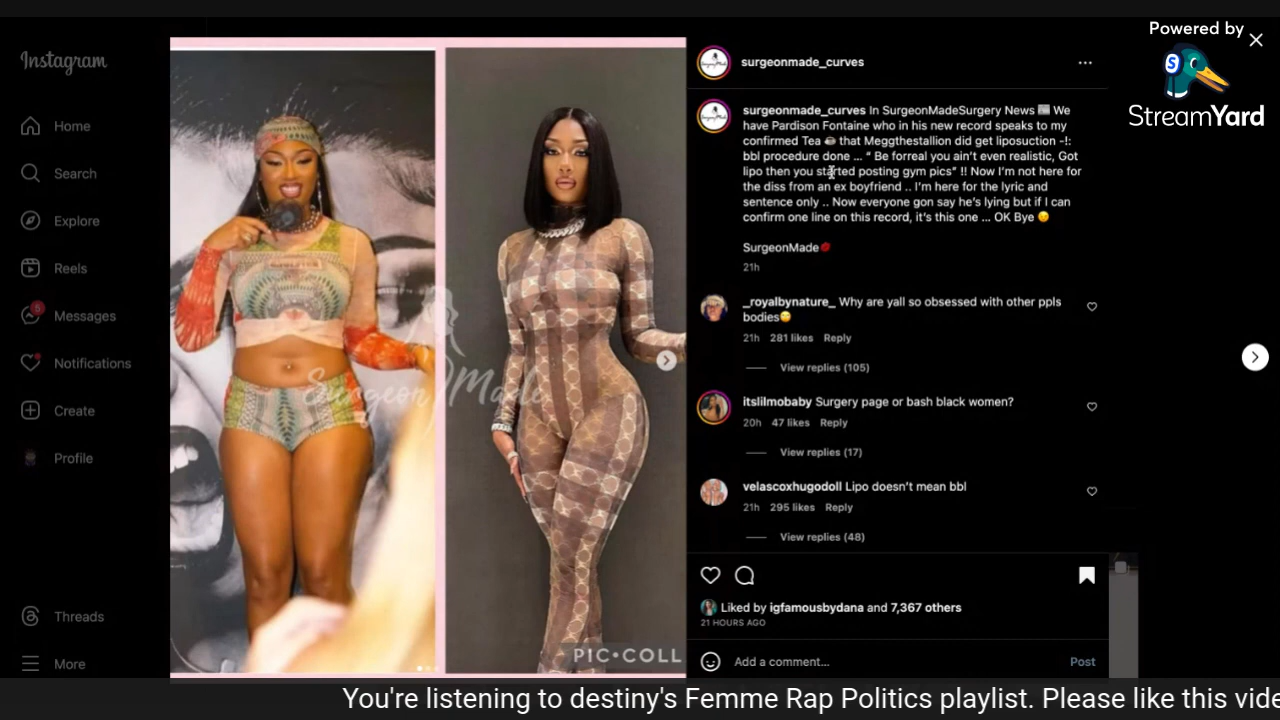 Powered by
StreamYard
Instagram
Home
Search
Explore
Reels
5
Messages
Notifications
Create
Profile
Threads
More
Surgeon Made
PIC•COLL
surgeonmade_curves
surgeonmade_curves In SurgeonMadeSurgery News 📰 We
have Pardison Fontaine who in his new record speaks to my
confirmed Tea ☕ that Meggthestallion did get liposuction -!:
bbl procedure done ... “ Be forreal you ain’t even realistic, Got
lipo then you started posting gym pics” !! Now I’m not here for
the diss from an ex boyfriend .. I’m here for the lyric and
sentence only .. Now everyone gon say he’s lying but if I can
confirm one line on this record, it’s this one ... OK Bye 😏
SurgeonMade💋
21h
_royalbynature_ Why are yall so obsessed with other ppls
bodies🙄
21h 281 likes Reply
View replies (105)
itslilmobaby Surgery page or bash black women?
20h 47 likes Reply
View replies (17)
velascoxhugodoll Lipo doesn’t mean bbl
21h 295 likes Reply
View replies (48)
Liked by igfamousbydana and 7,367 others
21 HOURS AGO
Add a comment...
Post
You're listening to destiny's Femme Rap Politics playlist. Please like this vide